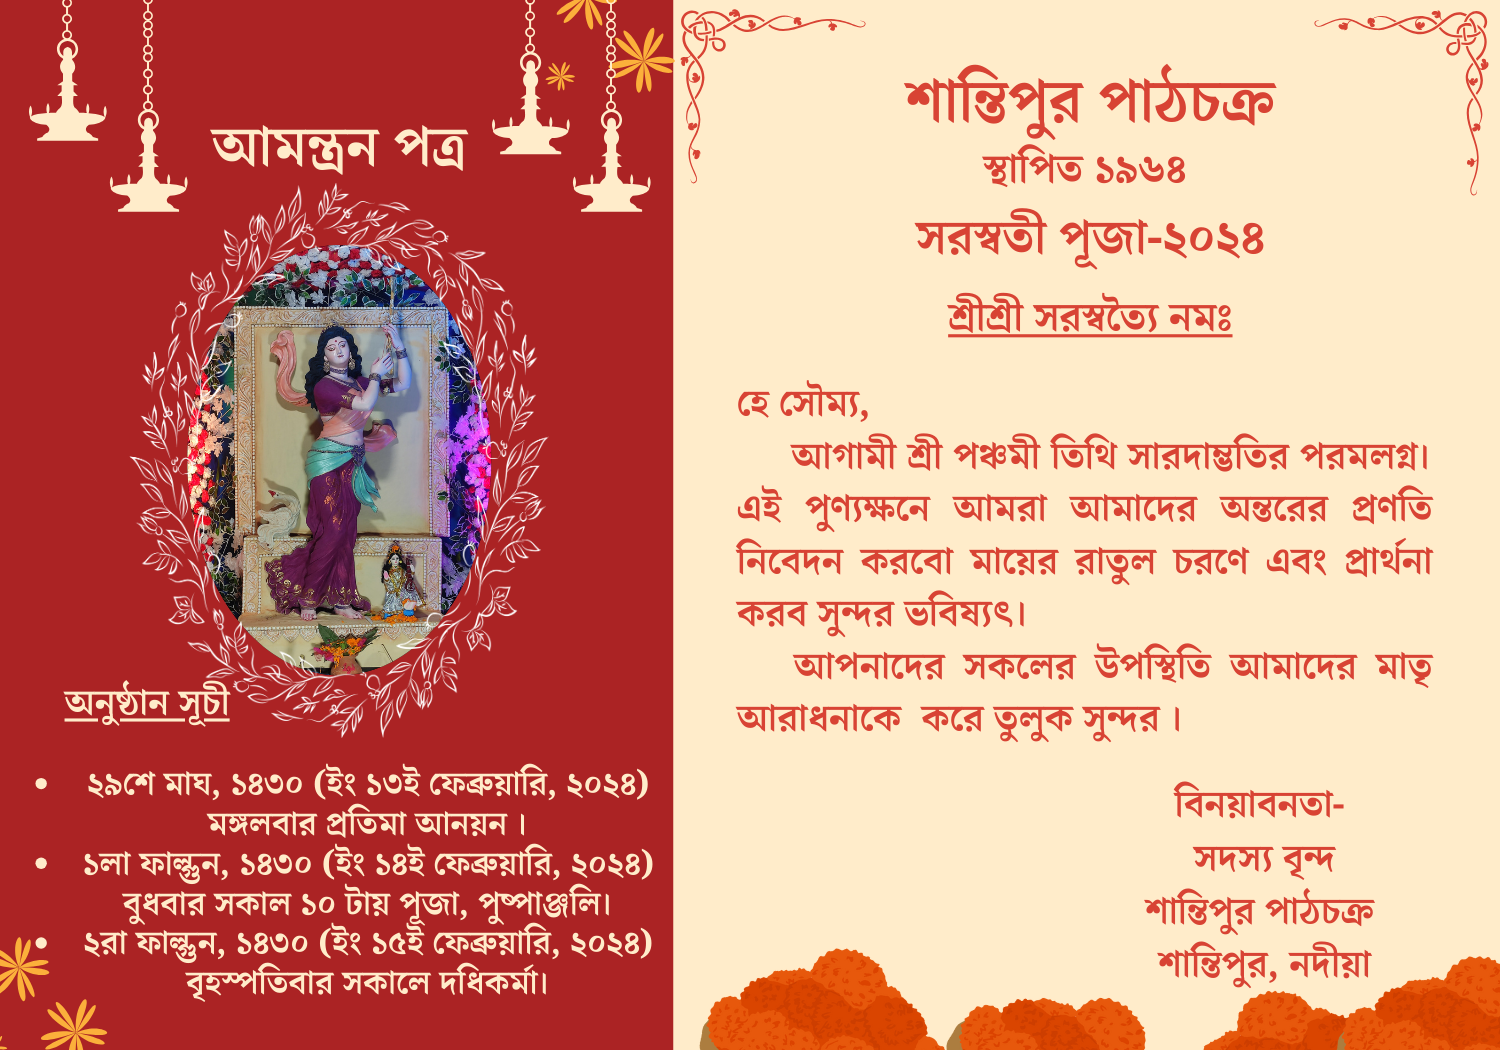 আমন্ত্রন পত্র
অনুষ্ঠান সূচী
• ২৯শে মাঘ, ১৪৩০ (ইং ১৩ই ফেব্রুয়ারি, ২০২৪)
মঙ্গলবার প্রতিমা আনয়ন ।
• ১লা ফাল্গুন, ১৪৩০ (ইং ১৪ই ফেব্রুয়ারি, ২০২৪)
বুধবার সকাল ১০ টায় পূজা, পুষ্পাঞ্জলি।
• ২রা ফাল্গুন, ১৪৩০ (ইং ১৫ই ফেব্রুয়ারি, ২০২৪)
বৃহস্পতিবার সকালে দধিকর্মা।
শান্তিপুর পাঠচক্র
স্থাপিত ১৯৬৪
সরস্বতী পূজা-২০২৪
শ্রীশ্রী সরস্বত্যৈ নমঃ
হে সৌম্য,
আগামী শ্রী পঞ্চমী তিথি সারদাম্ভতির পরমলগ্ন।
এই পুণ্যক্ষনে আমরা আমাদের অন্তরের প্রণতি
নিবেদন করবো মায়ের রাতুল চরণে এবং প্রার্থনা
করব সুন্দর ভবিষ্যৎ।
আপনাদের সকলের উপস্থিতি আমাদের মাতৃ
আরাধনাকে করে তুলুক সুন্দর ।
বিনয়াবনতা-
সদস্য বৃন্দ
শান্তিপুর পাঠচক্র
শান্তিপুর, নদীয়া